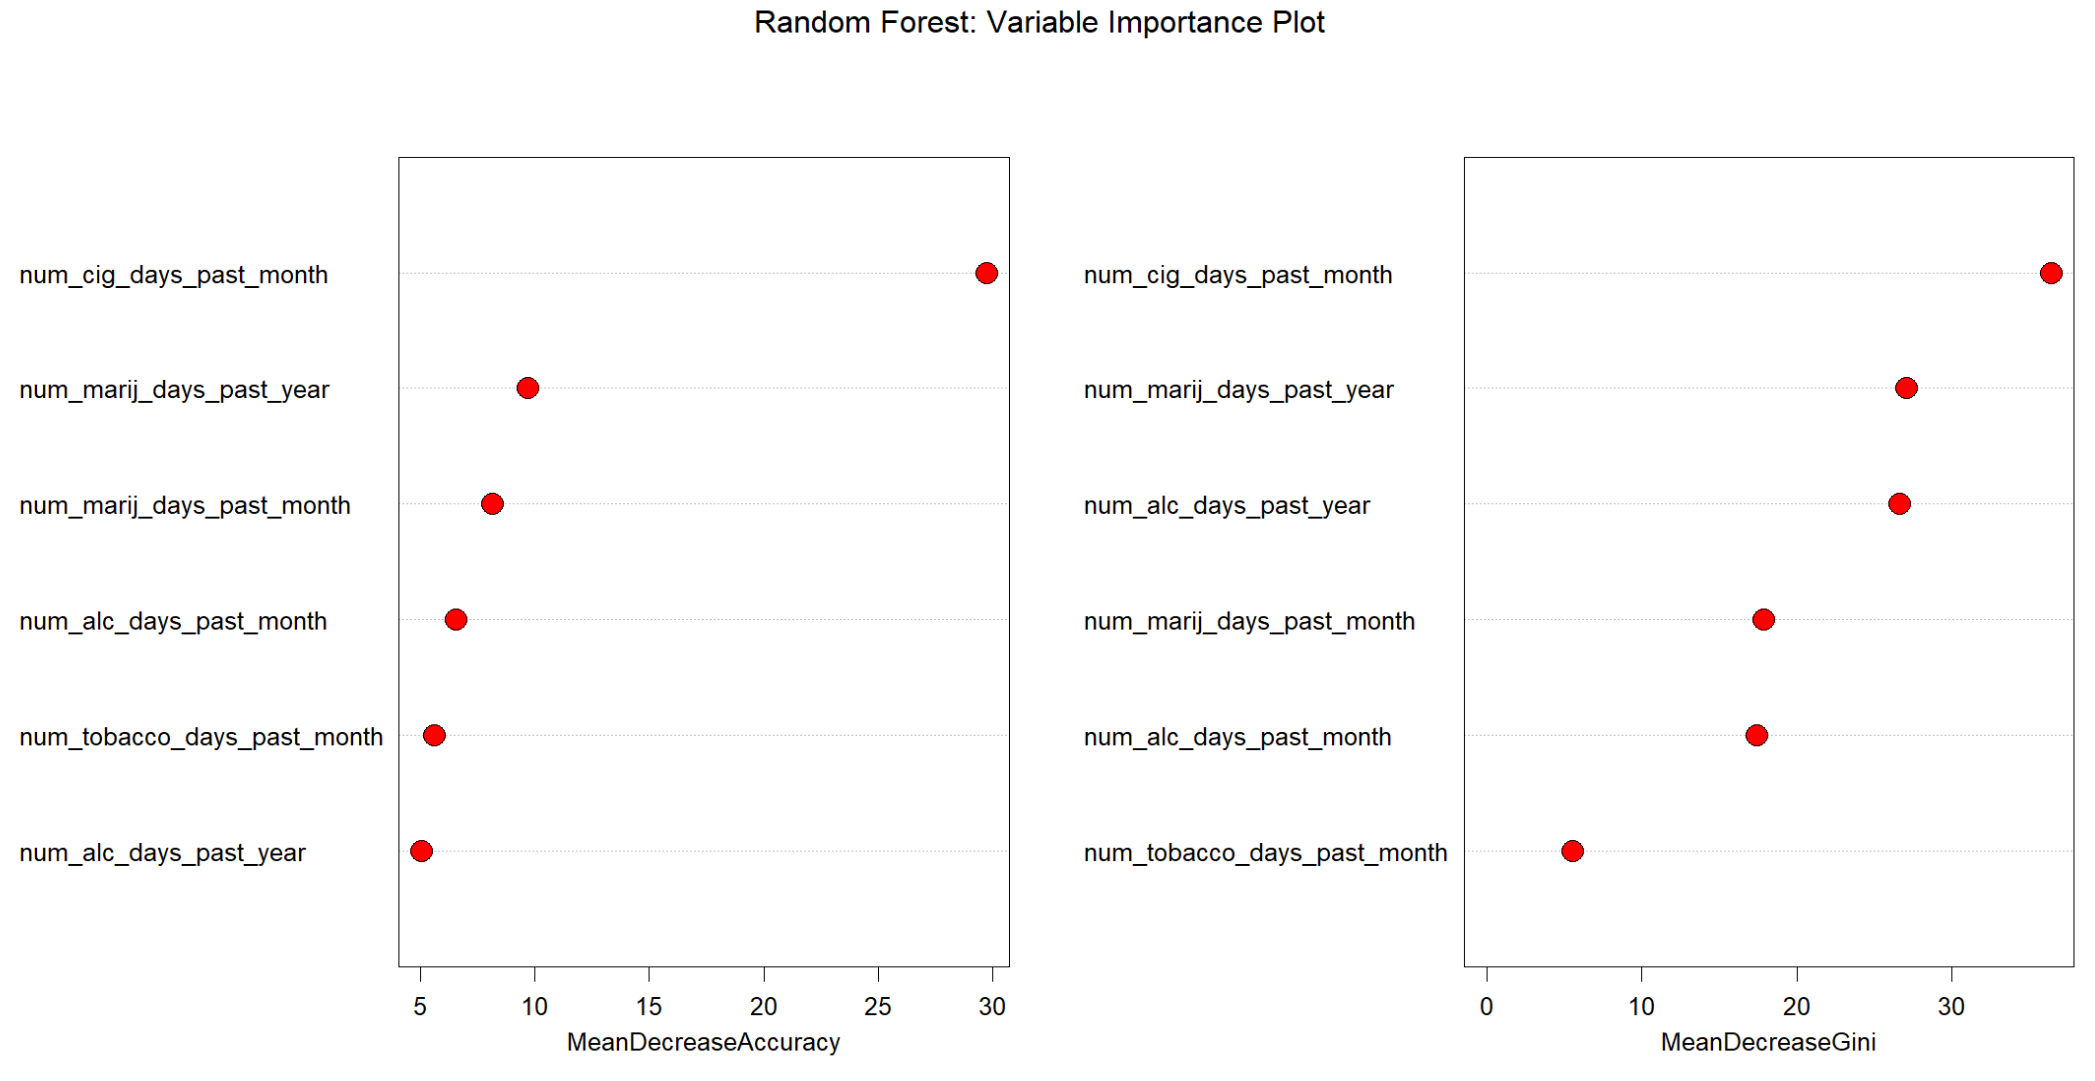 Random Forest: Variable Importance Plot
num_cig_days_past_month
num_marij_days_past_year
num_marij_days_past_month
num_alc_days_past_month
num_tobacco_days_past_month
num_alc_days_past_year
5 10 15 20 25 30
MeanDecreaseAccuracy
num_cig_days_past_month
num_marij_days_past_year
num_alc_days_past_year
num_marij_days_past_month
num_alc_days_past_month
num_tobacco_days_past_month
0 10 20 30
MeanDecreaseGini